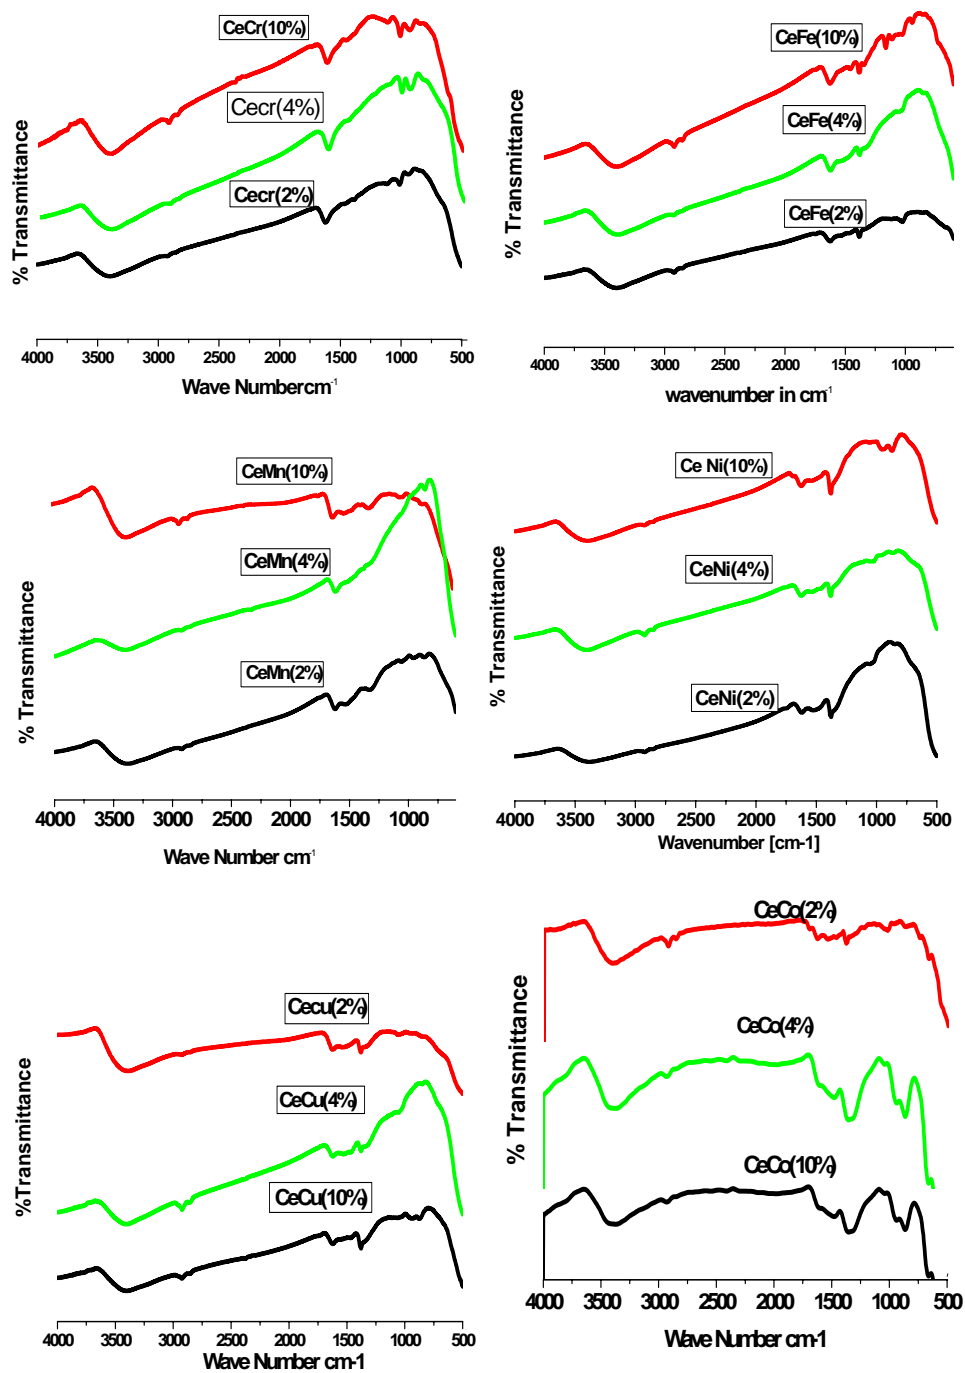 CeCr(10%)
Cecr(4%)
Cecr(2%)
% Transmittance
4000 3500 3000 2500 2000 1500 1000 500
Wave Numbercm-1
CeFe(10%)
CeFe(4%)
CeFe(2%)
% Transmittance
4000 3500 3000 2500 2000 1500 1000
wavenumber in cm-1
CeMn(10%)
CeMn(4%)
CeMn(2%)
% Transmittance
4000 3500 3000 2500 2000 1500 1000
Wave Number cm-1
Ce Ni(10%)
CeNi(4%)
CeNi(2%)
% Transmittance
4000 3500 3000 2500 2000 1500 1000 500
Wavenumber [cm-1]
Cecu(2%)
CeCu(4%)
CeCu(10%)
%Transmittance
4000 3500 3000 2500 2000 1500 1000 500
Wave Number cm-1
CeCo(2%)
CeCo(4%)
CeCo(10%)
% Transmittance
4000 3500 3000 2500 2000 1500 1000 500
Wave Number cm-1